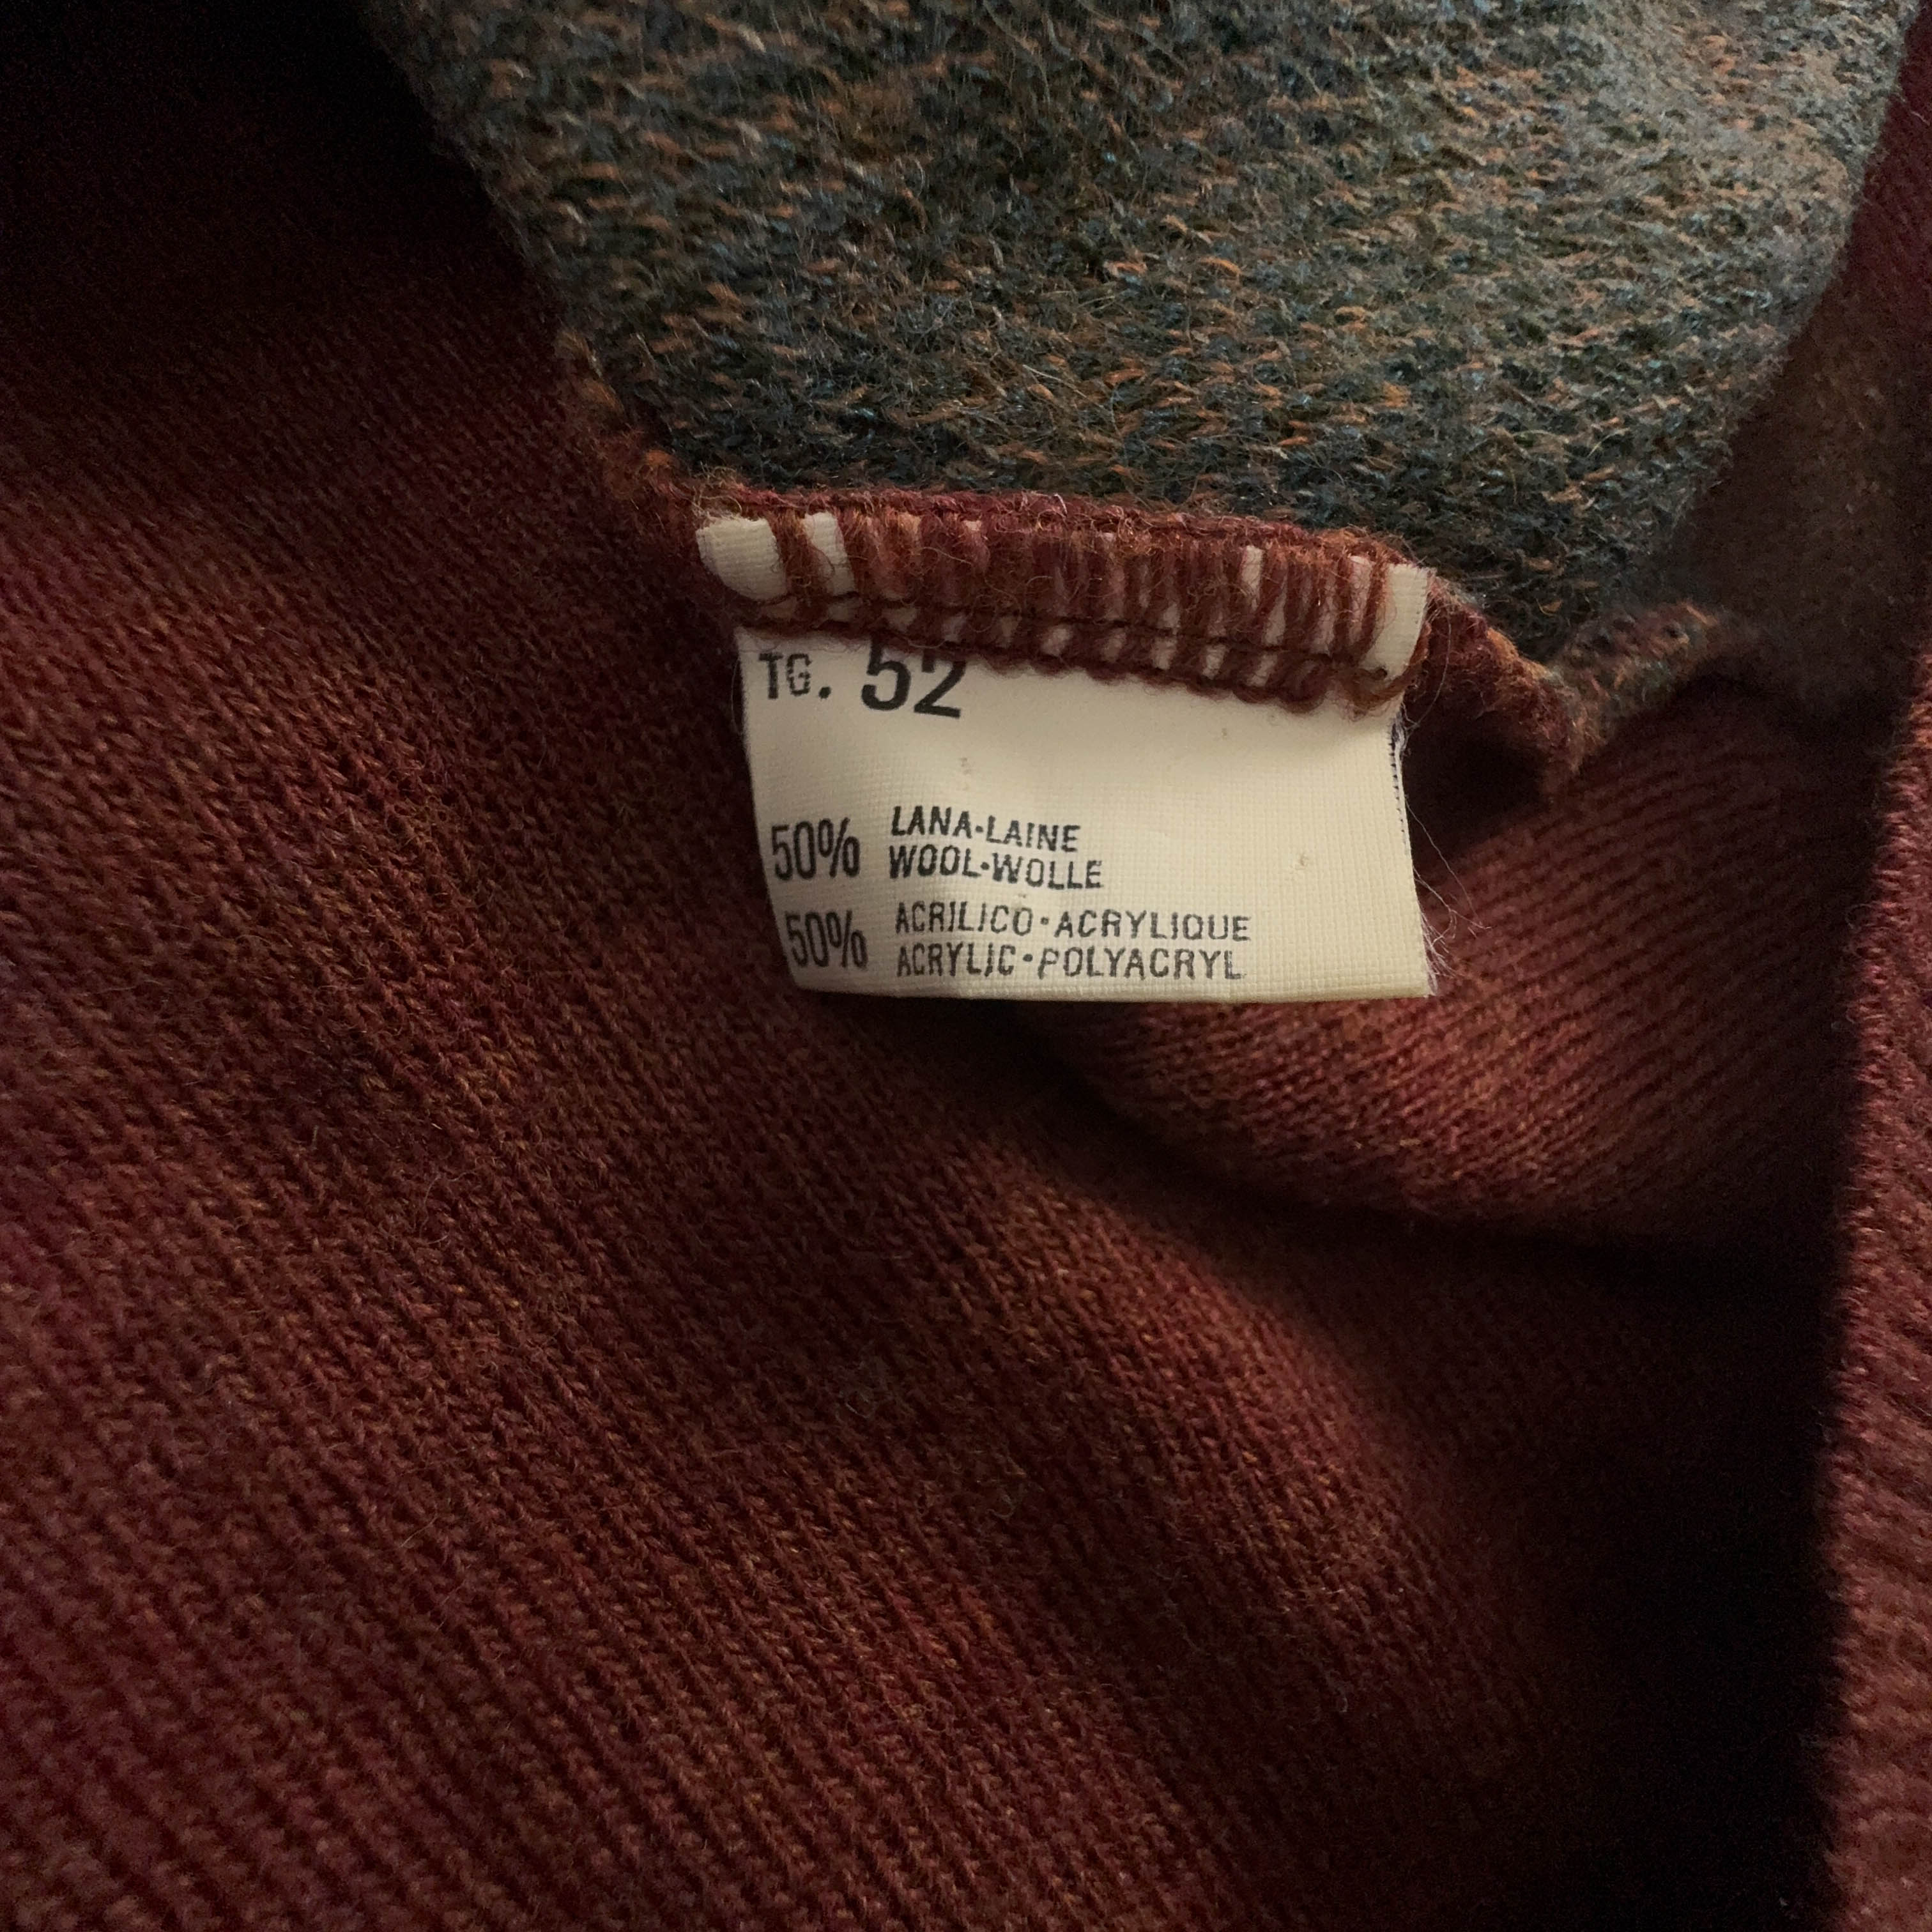 TG. 52
50% LANA•LAINE
WOOL•WOLLE
50% ACRILICO•ACRYLIQUE
ACRYLIC•POLYACRYL